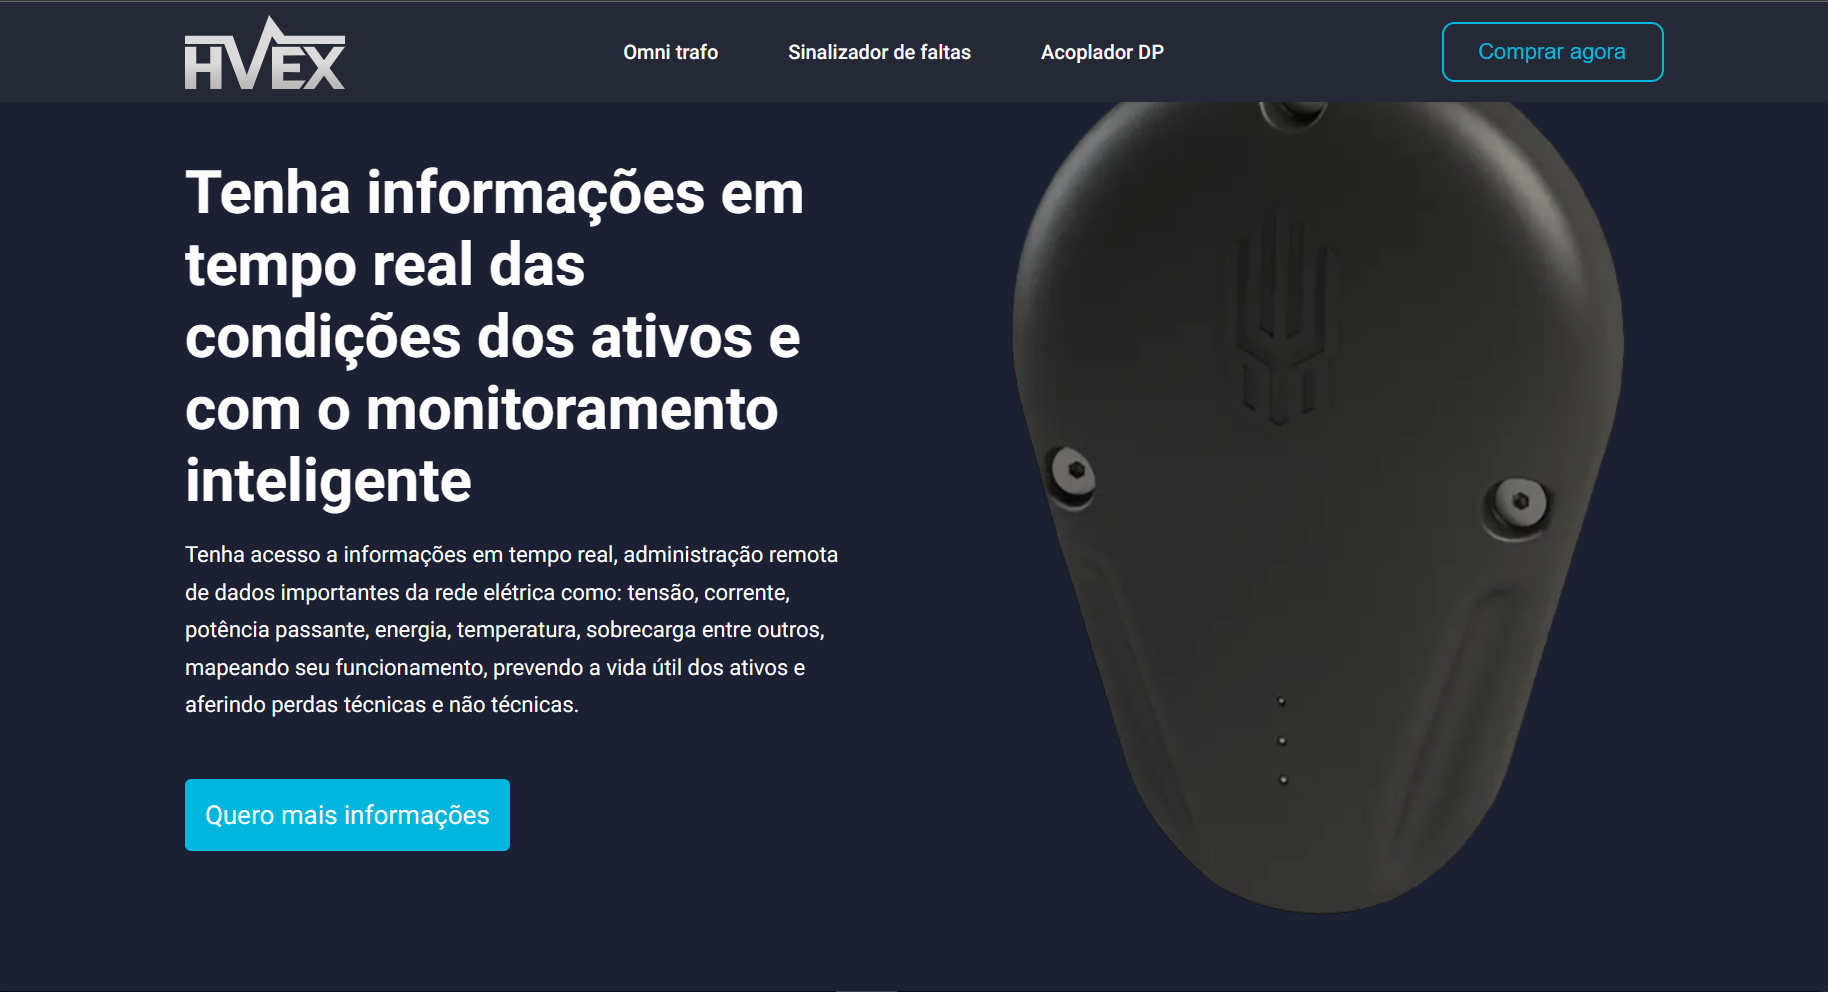 HVEX
Omni trafo
Sinalizador de faltas
Acoplador DP
Comprar agora
Tenha informações em
tempo real das
condições dos ativos e
com o monitoramento
inteligente
Tenha acesso a informações em tempo real, administração remota
de dados importantes da rede elétrica como: tensão, corrente,
potência passante, energia, temperatura, sobrecarga entre outros,
mapeando seu funcionamento, prevendo a vida útil dos ativos e
aferindo perdas técnicas e não técnicas.
Quero mais informações